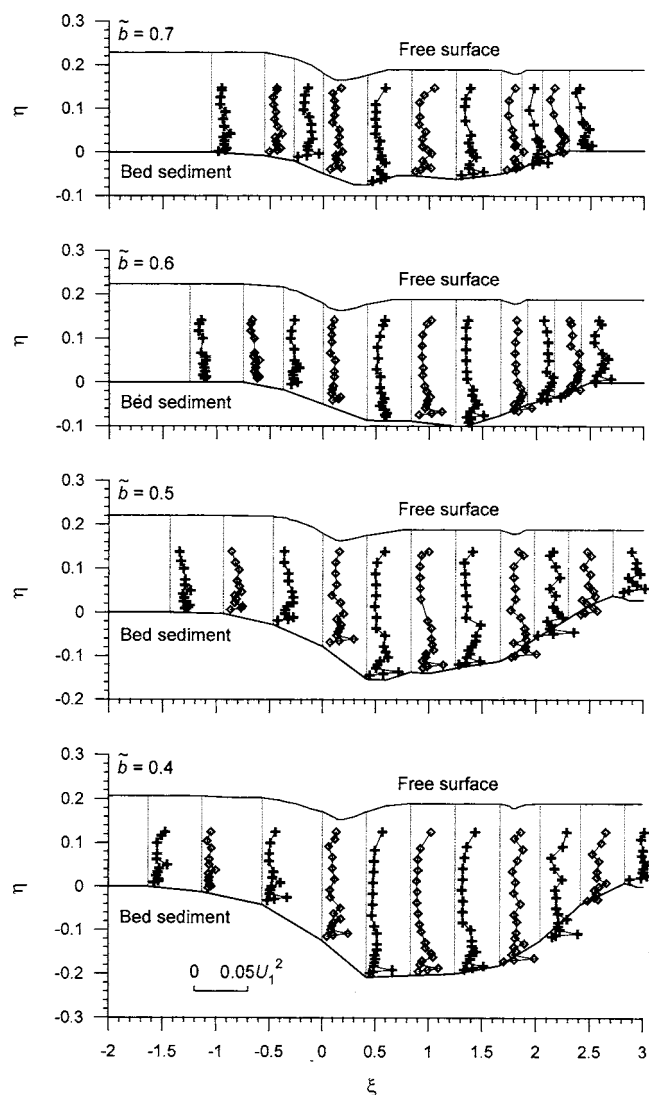 b̃ = 0.7
Free surface
Bed sediment
η
0.3
0.2
0.1
0
-0.1
b̃ = 0.6
Free surface
Bed sediment
η
0.3
0.2
0.1
0
-0.1
b̃ = 0.5
Free surface
Bed sediment
η
0.3
0.2
0.1
0
-0.1
-0.2
b̃ = 0.4
Free surface
Bed sediment
0 0.05U₁²
η
0.3
0.2
0.1
0
-0.1
-0.2
-0.3
-2 -1.5 -1 -0.5 0 0.5 1 1.5 2 2.5 3
ξ